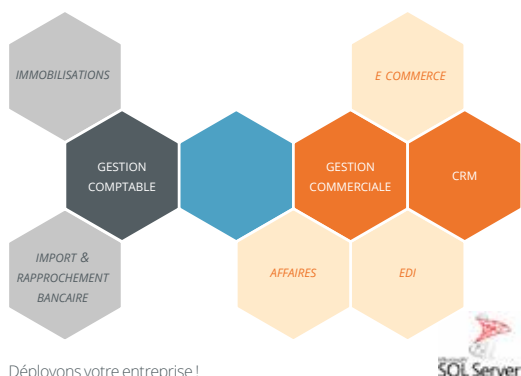 IMMOBILISATIONS
E COMMERCE
GESTION
COMPTABLE
GESTION
COMMERCIALE
CRM
IMPORT &
RAPPROCHEMENT
BANCAIRE
AFFAIRES
EDI
Déployons votre entreprise !
SQL Server